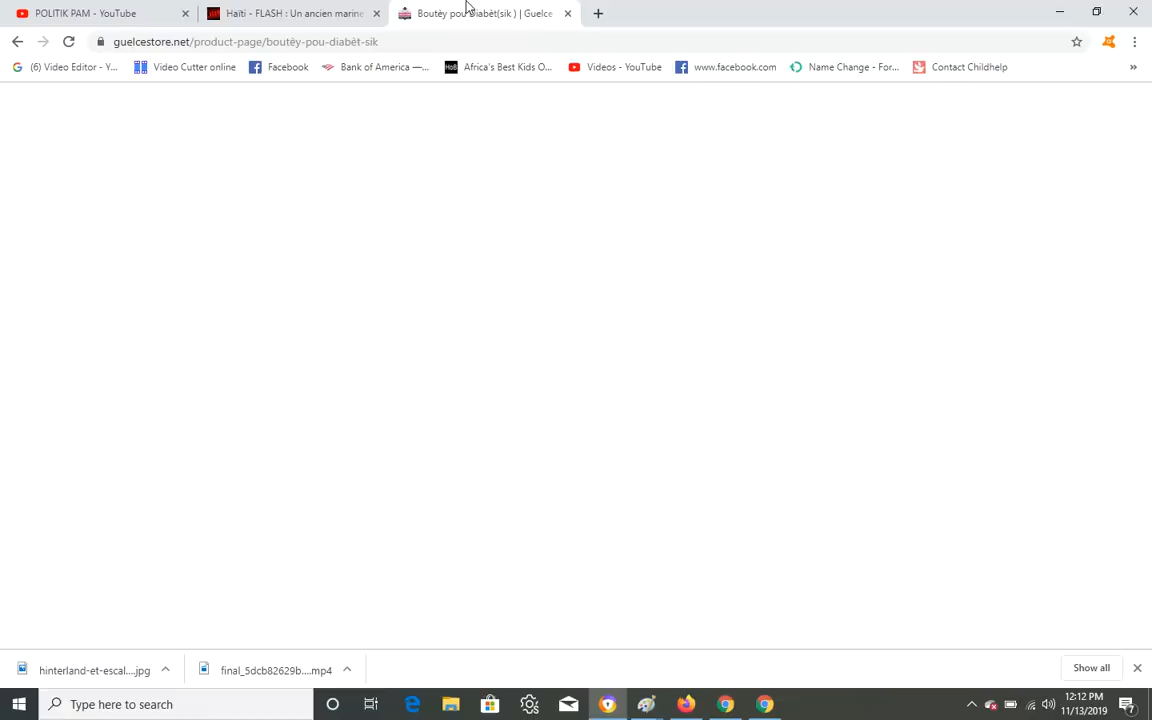 POLITIK PAM - YouTube
Haïti - FLASH : Un ancien marine
Boutèy pou Diabèt(sik ) | Guelce
guelcestore.net/product-page/boutèy-pou-diabèt-sik
(6) Video Editor - Y...
Video Cutter online
Facebook
Bank of America —...
Africa's Best Kids O...
Videos - YouTube
www.facebook.com
Name Change - For...
Contact Childhelp
hinterland-et-escal....jpg
final_5dcb82629b....mp4
Show all
Type here to search
12:12 PM
11/13/2019
7